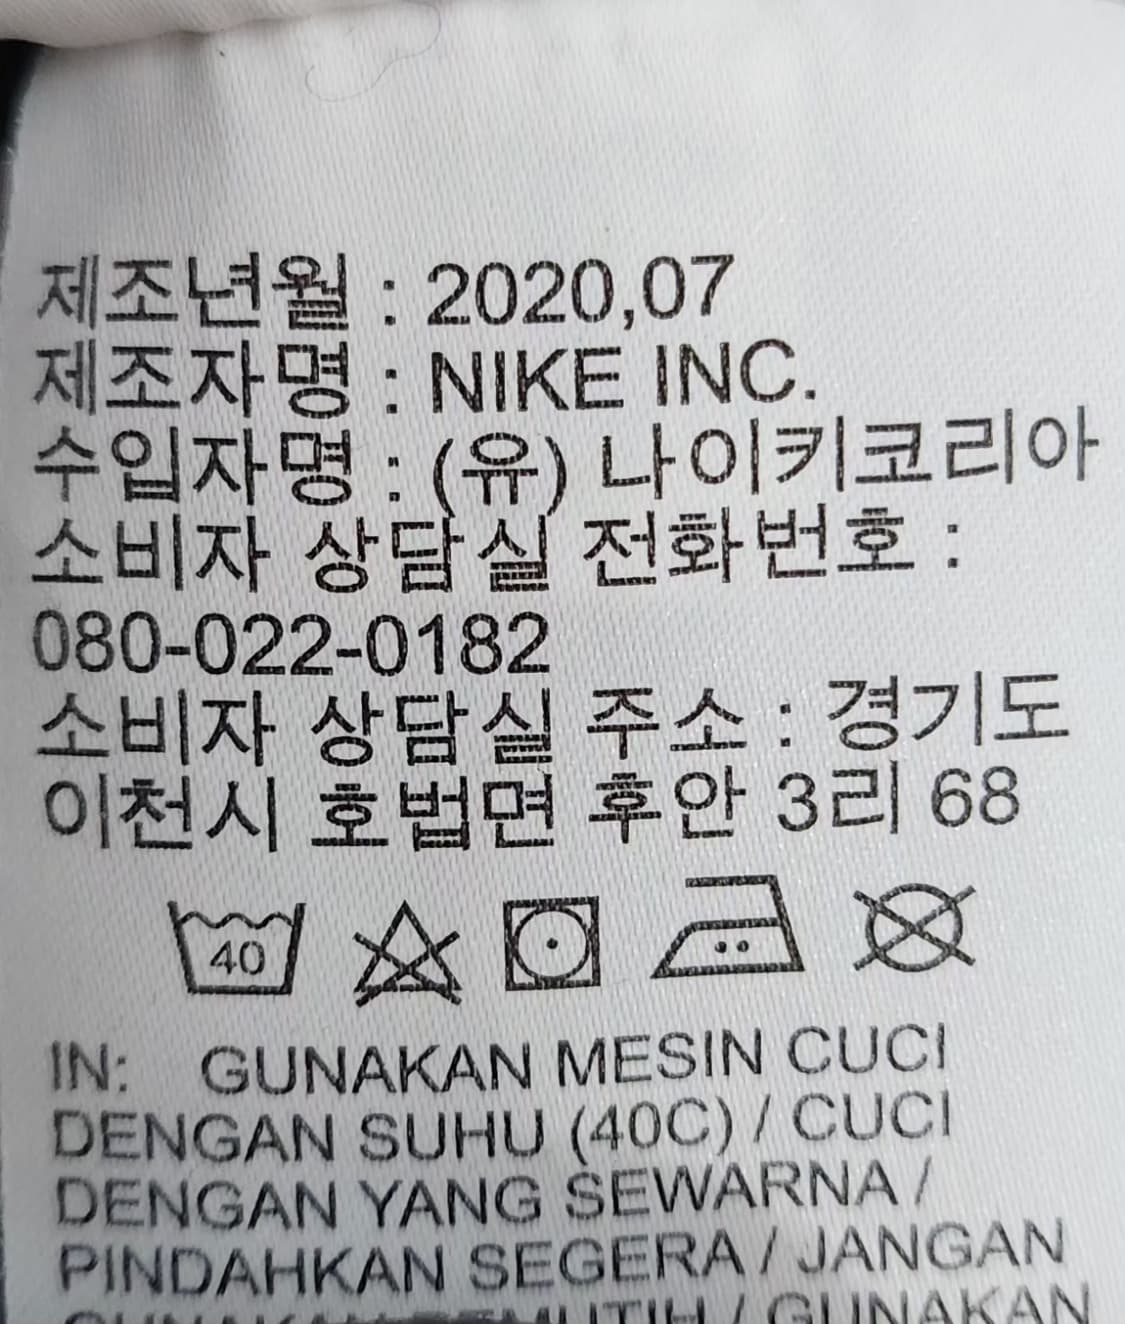 제조년월 : 2020,07
제조자명 : NIKE INC.
수입자명 : (유) 나이키코리아
소비자 상담실 전화번호 :
080-022-0182
소비자 상담실 주소 : 경기도
이천시 호법면 후안 3리 68
40
IN: GUNAKAN MESIN CUCI
DENGAN SUHU (40C) / CUCI
DENGAN YANG SEWARNA /
PINDAHKAN SEGERA / JANGAN
GUNAKAN PEMUTIH / GUNAKAN